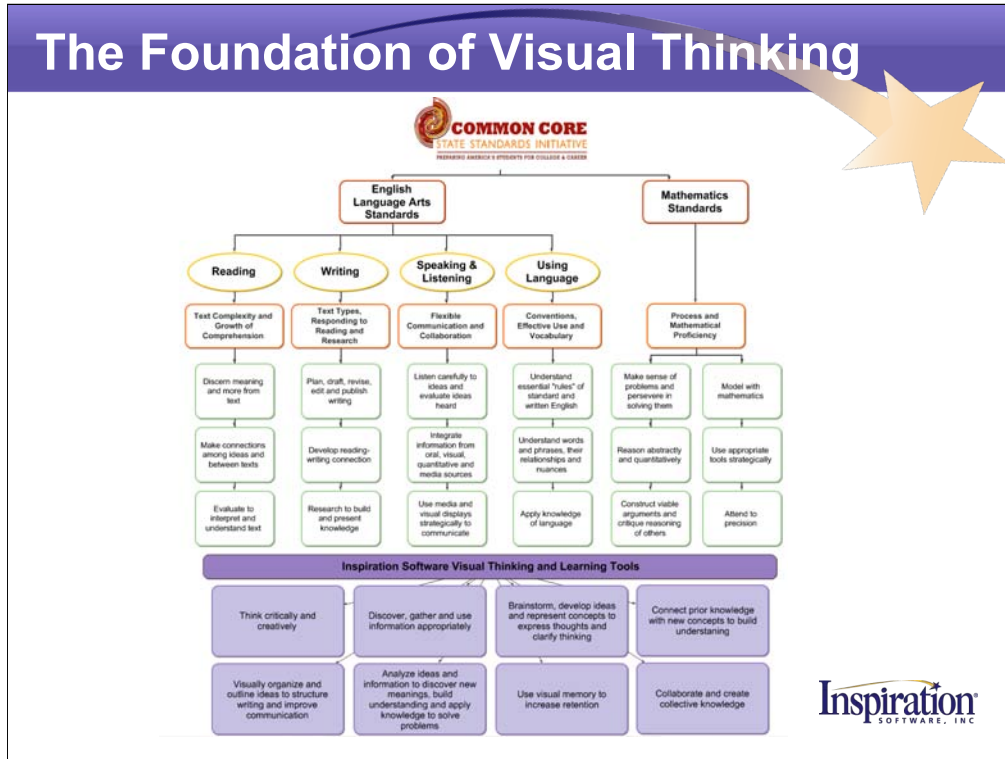 The Foundation of Visual Thinking
COMMON CORE
STATE STANDARDS INITIATIVE
PREPARING AMERICA'S STUDENTS FOR COLLEGE & CAREER
English
Language Arts
Standards
Mathematics
Standards
Reading
Writing
Speaking &
Listening
Using
Language
Text Complexity and
Growth of
Comprehension
Text Types,
Responding to
Reading and
Research
Flexible
Communication and
Collaboration
Conventions,
Effective Use and
Vocabulary
Process and
Mathematical
Proficiency
Discern meaning
and more from
text
Plan, draft, revise,
edit and publish
writing
Listen carefully to
ideas and
evaluate ideas
heard
Understand
essential "rules" of
standard and
written English
Make sense of
problems and
persevere in
solving them
Model with
mathematics
Make connections
among ideas and
between texts
Develop reading-
writing connection
Integrate
information from
oral, visual,
quantitative and
media sources
Understand words
and phrases, their
relationships and
nuances
Reason abstractly
and quantitatively
Use appropriate
tools strategically
Evaluate to
interpret and
understand text
Research to build
and present
knowledge
Use media and
visual displays
strategically to
communicate
Apply knowledge
of language
Construct viable
arguments and
critique reasoning
of others
Attend to
precision
Inspiration Software Visual Thinking and Learning Tools
Think critically and
creatively
Discover, gather and use
information appropriately
Brainstorm, develop ideas
and represent concepts to
express thoughts and
clarify thinking
Connect prior knowledge
with new concepts to build
understaning
Visually organize and
outline ideas to structure
writing and improve
communication
Analyze ideas and
information to discover new
meanings, build
understanding and apply
knowledge to solve
problems
Use visual memory to
increase retention
Collaborate and create
collective knowledge
Inspiration®
SOFTWARE, INC